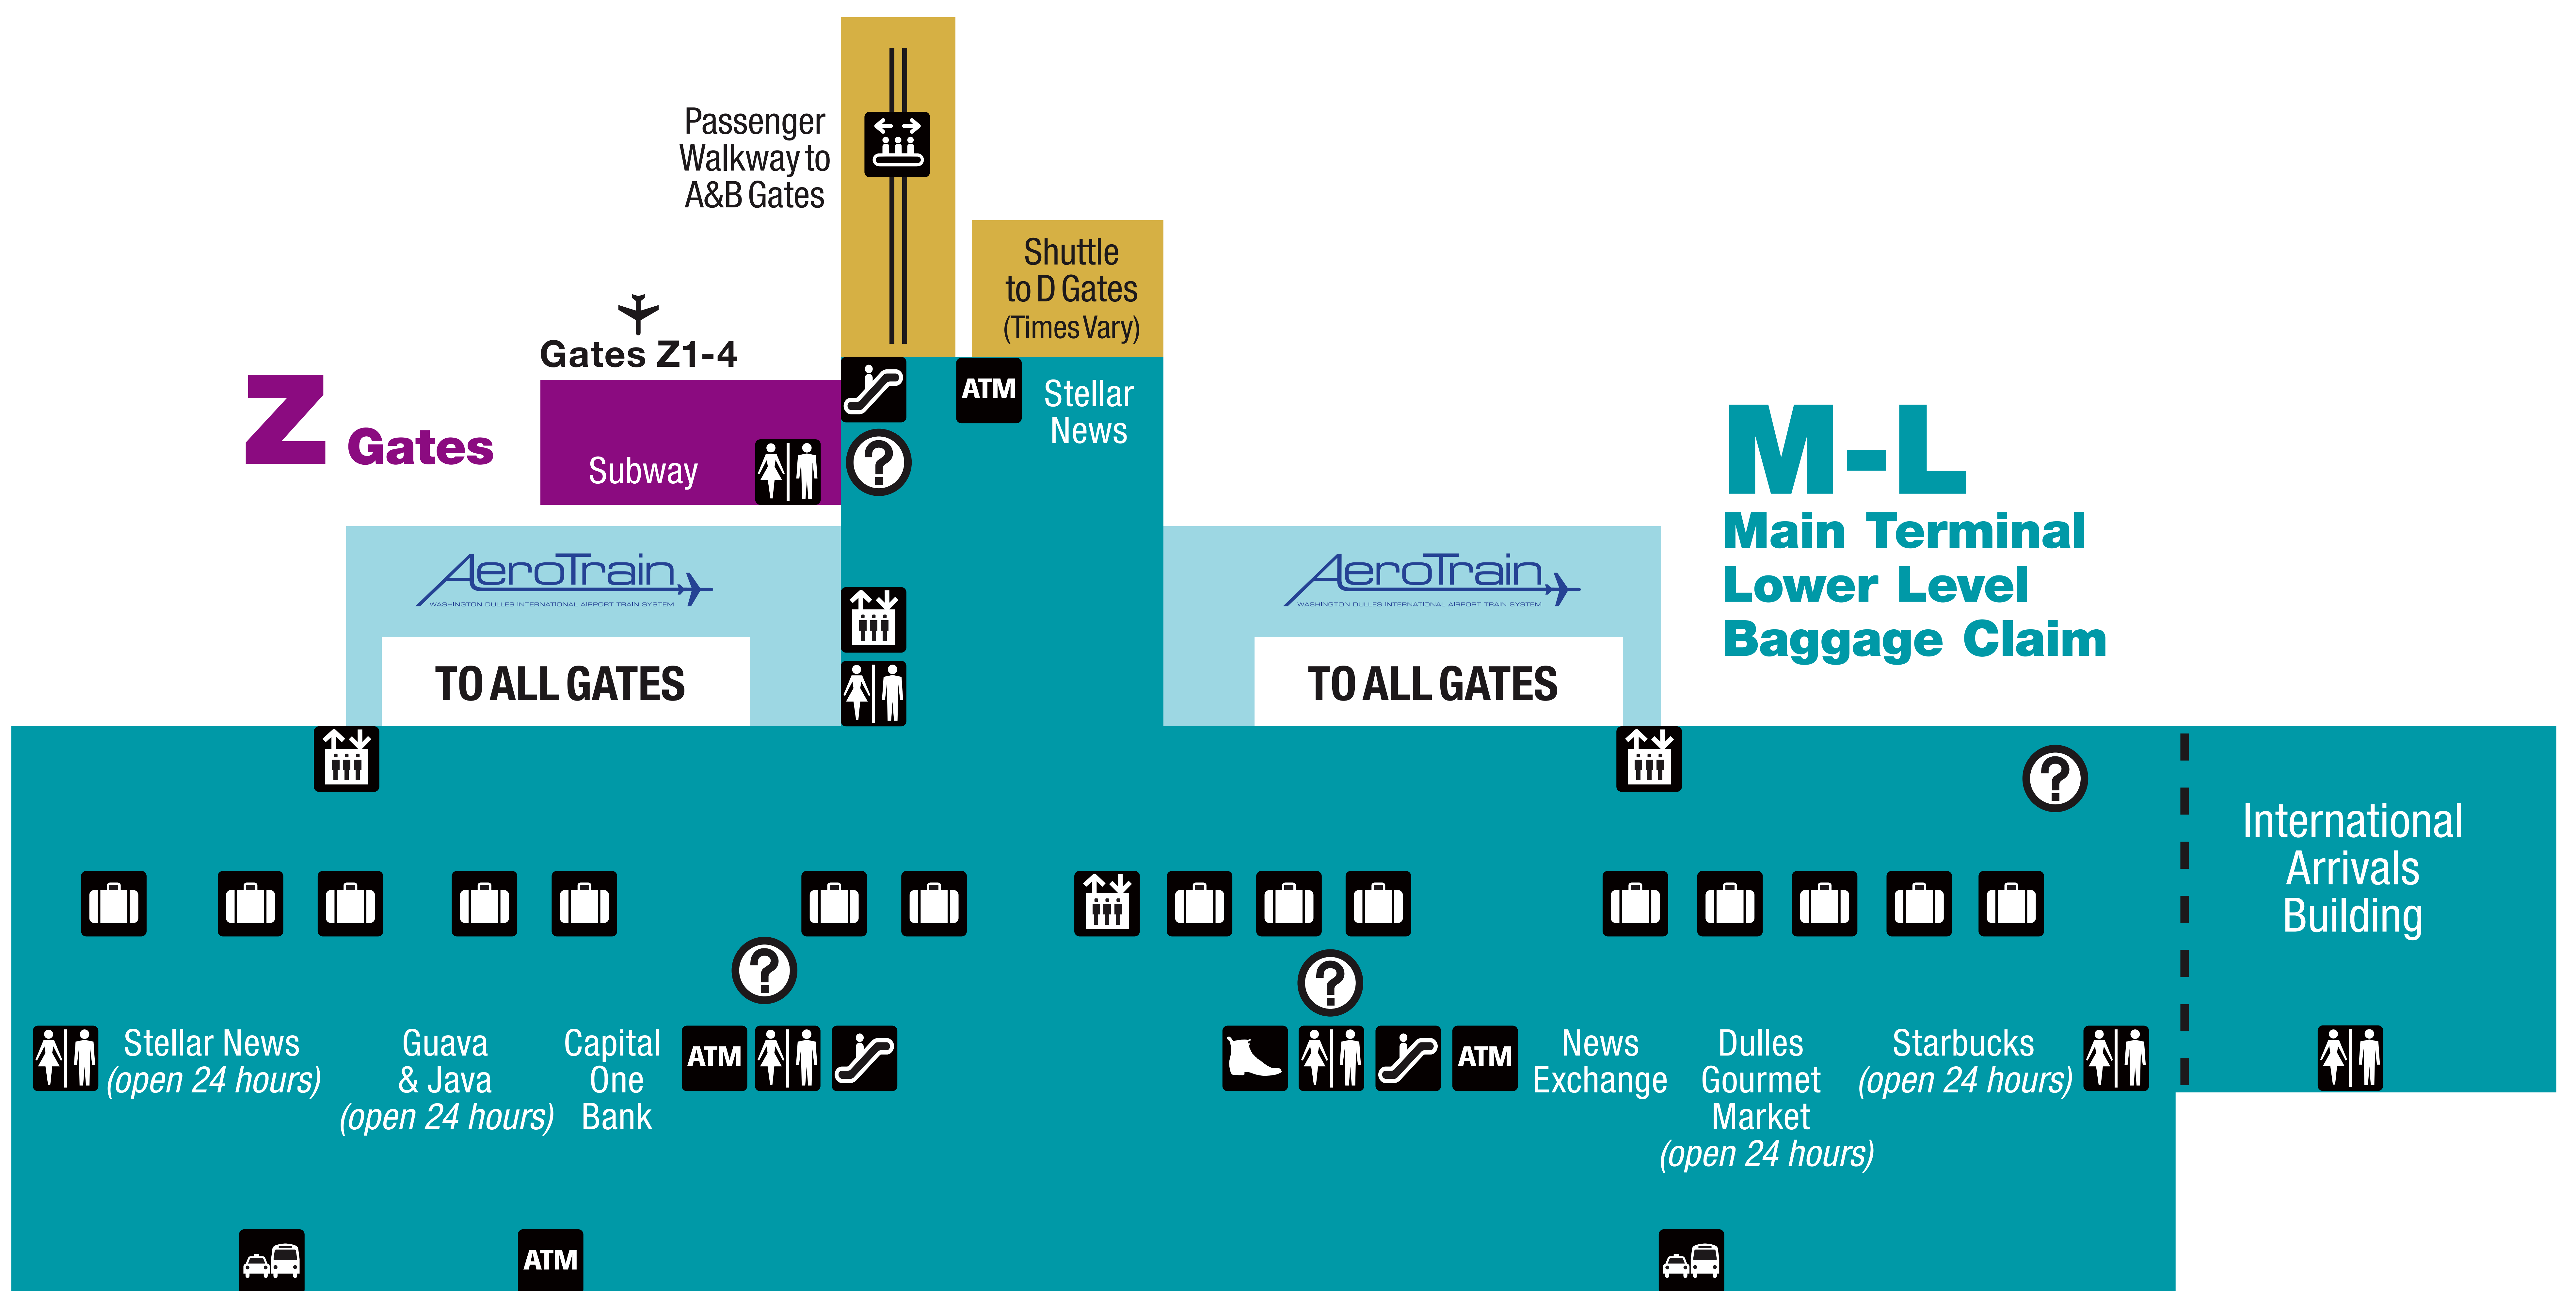 Passenger
Walkway to
A&B Gates
Shuttle
to D Gates
(Times Vary)
Gates Z1-4
Z Gates
Subway
ATM
Stellar
News
M-L
Main Terminal
Lower Level
Baggage Claim
AeroTrain
WASHINGTON DULLES INTERNATIONAL AIRPORT TRAIN SYSTEM
TO ALL GATES
AeroTrain
WASHINGTON DULLES INTERNATIONAL AIRPORT TRAIN SYSTEM
TO ALL GATES
?
?
International
Arrivals
Building
?
?
Stellar News
(open 24 hours)
Guava
& Java
(open 24 hours)
Capital
One
Bank
ATM
ATM
News
Exchange
Dulles
Gourmet
Market
(open 24 hours)
Starbucks
(open 24 hours)
ATM